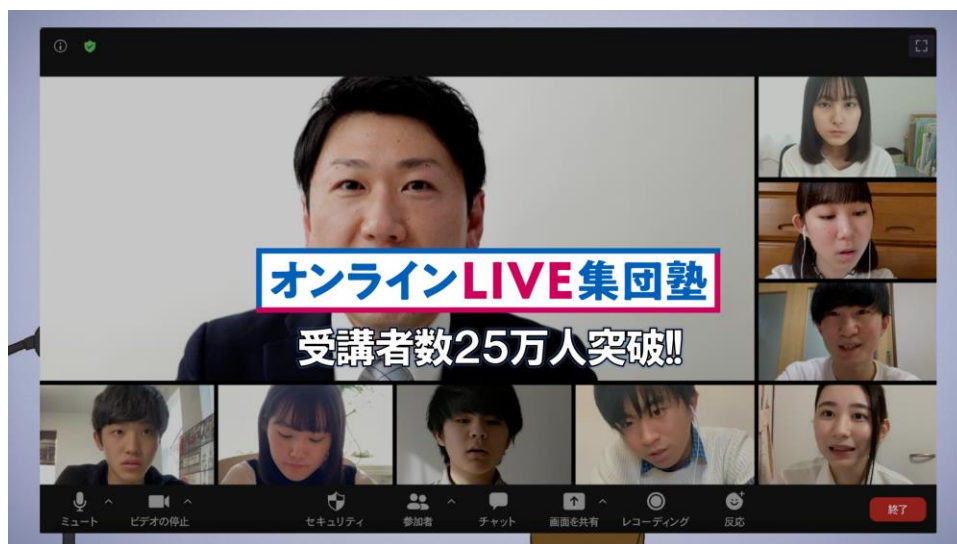 オンラインLIVE集団塾
受講者数25万人突破!!
ミュート
ビデオの停止
セキュリティ
参加者
チャット
画面を共有
レコーディング
反応
終了